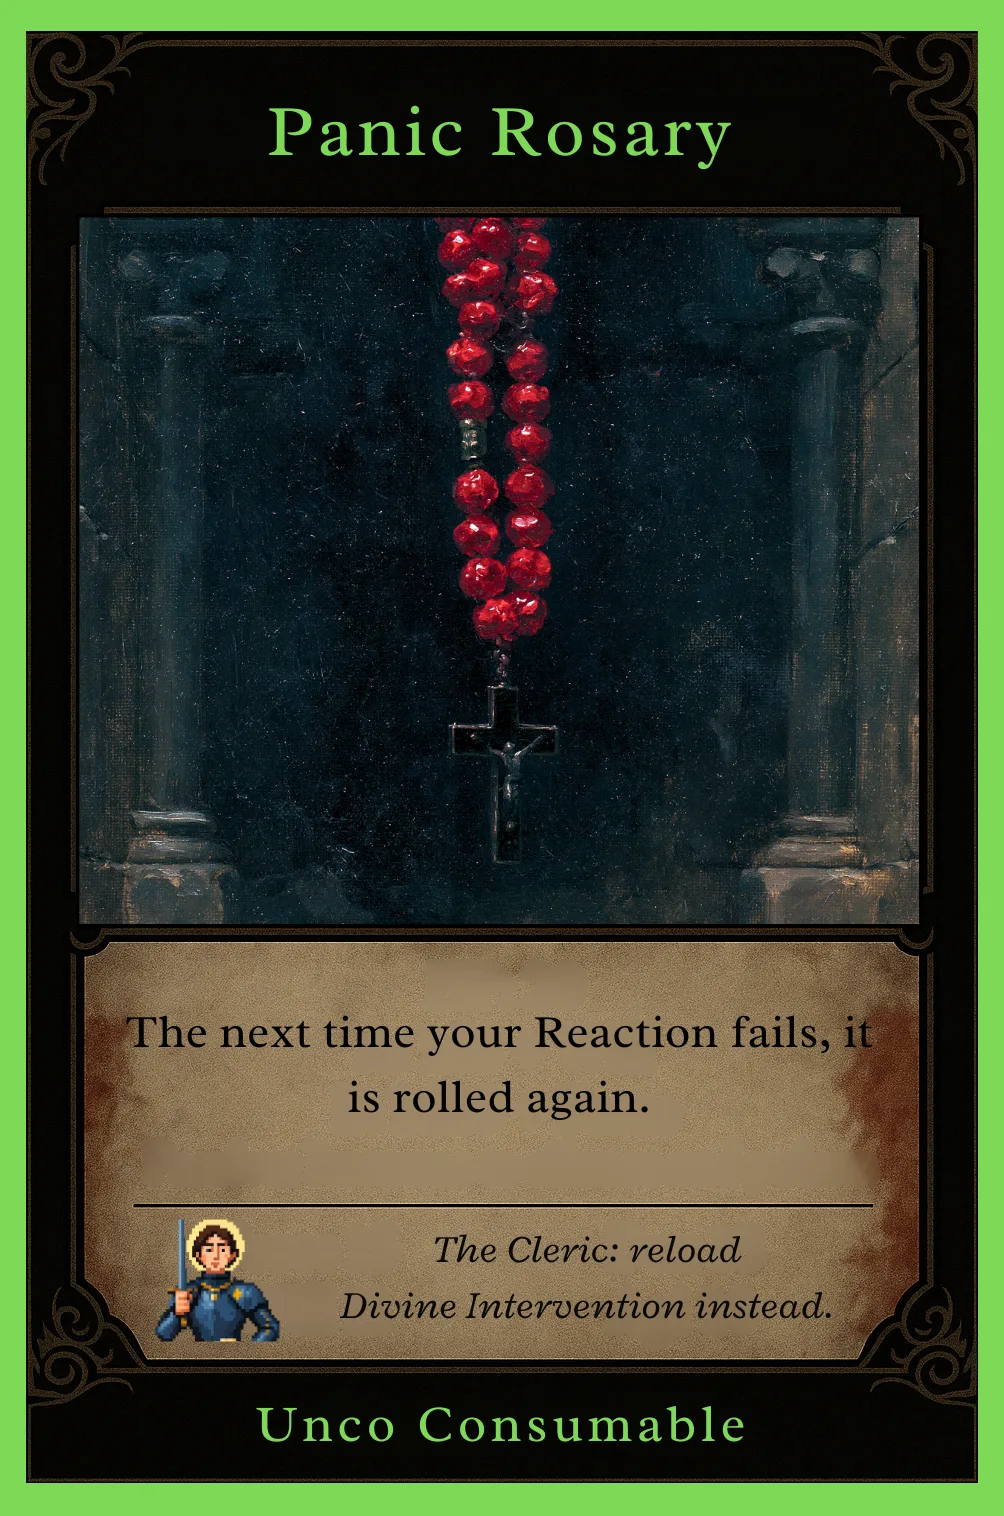 Panic Rosary
The next time your Reaction fails, it
is rolled again.
The Cleric: reload
Divine Intervention instead.
Unco Consumable